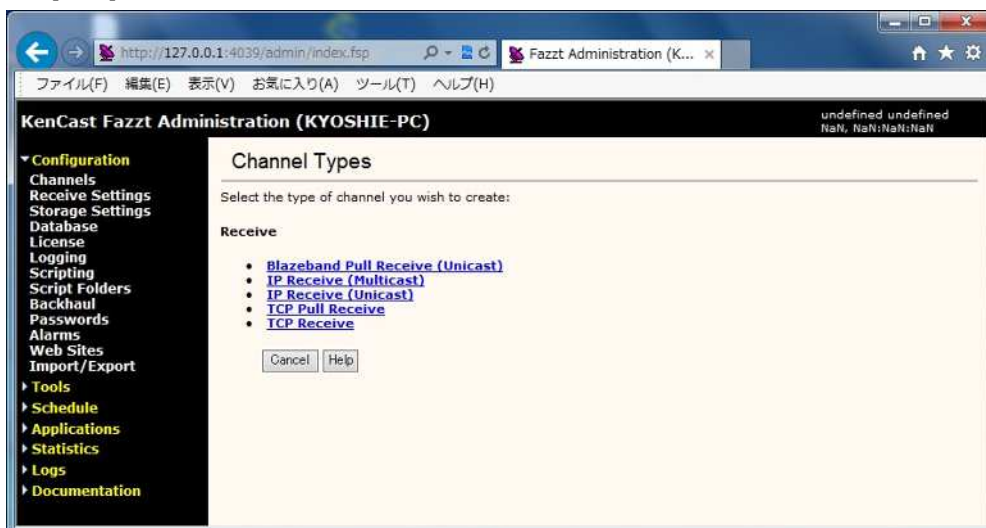 http://127.0.0.1:4039/admin/index.fsp
Fazzt Administration (K...
ファイル(F) 編集(E) 表示(V) お気に入り(A) ツール(T) ヘルプ(H)
KenCast Fazzt Administration (KYOSHIE-PC)
undefined undefined
NaN, NaN:NaN:NaN
Configuration
Channels
Receive Settings
Storage Settings
Database
License
Logging
Scripting
Script Folders
Backhaul
Passwords
Alarms
Web Sites
Import/Export
Tools
Schedule
Applications
Statistics
Logs
Documentation
Channel Types
Select the type of channel you wish to create:
Receive
Blazeband Pull Receive (Unicast)
IP Receive (Multicast)
IP Receive (Unicast)
TCP Pull Receive
TCP Receive
Cancel Help